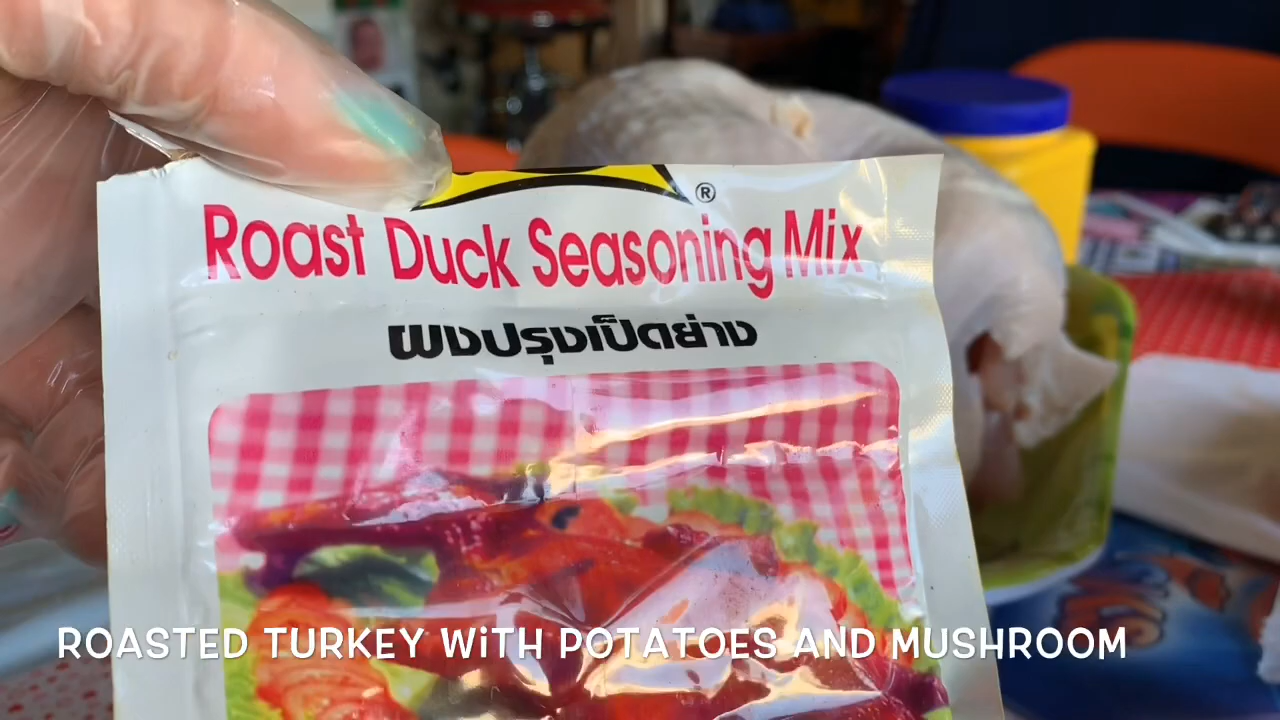 ®
Roast Duck Seasoning Mix
ผงปรุงเป็ดย่าง
ROASTED TURKEY WiTH POTATOES AND MUSHROOM